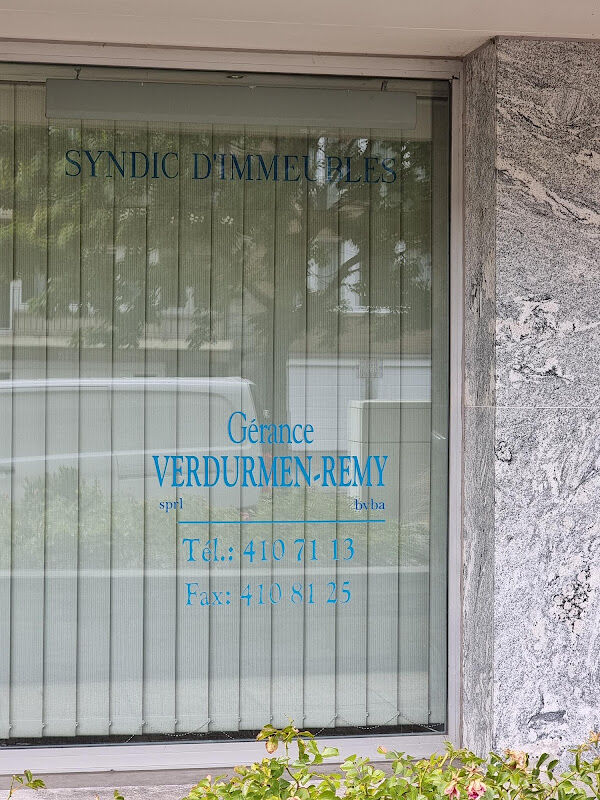 SYNDIC D'IMMEUBLES
Gérance
VERDURMEN-REMY
sprl bvba
Tél.: 410 71 13
Fax: 410 81 25